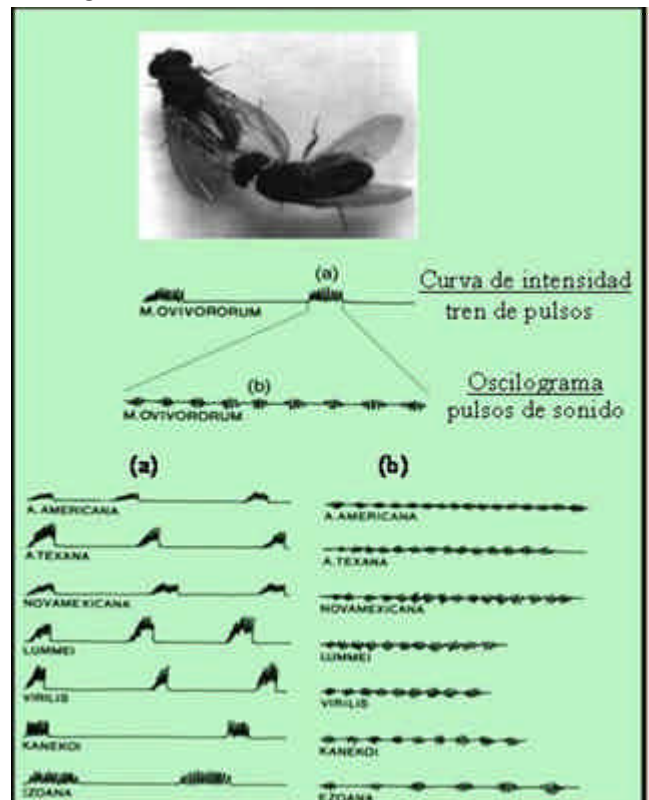 (a)
Curva de intensidad
tren de pulsos
M.OVIVORORUM
(b)
Oscilograma
pulsos de sonido
M.OVIVORORUM
(a)
(b)
A.AMERICANA
A.AMERICANA
A.TEXANA
A.TEXANA
NOVAMEXICANA
NOVAMEXICANA
LUMMEI
LUMMEI
VIRILIS
VIRILIS
KANEKOI
KANEKOI
EZOANA
EZOANA